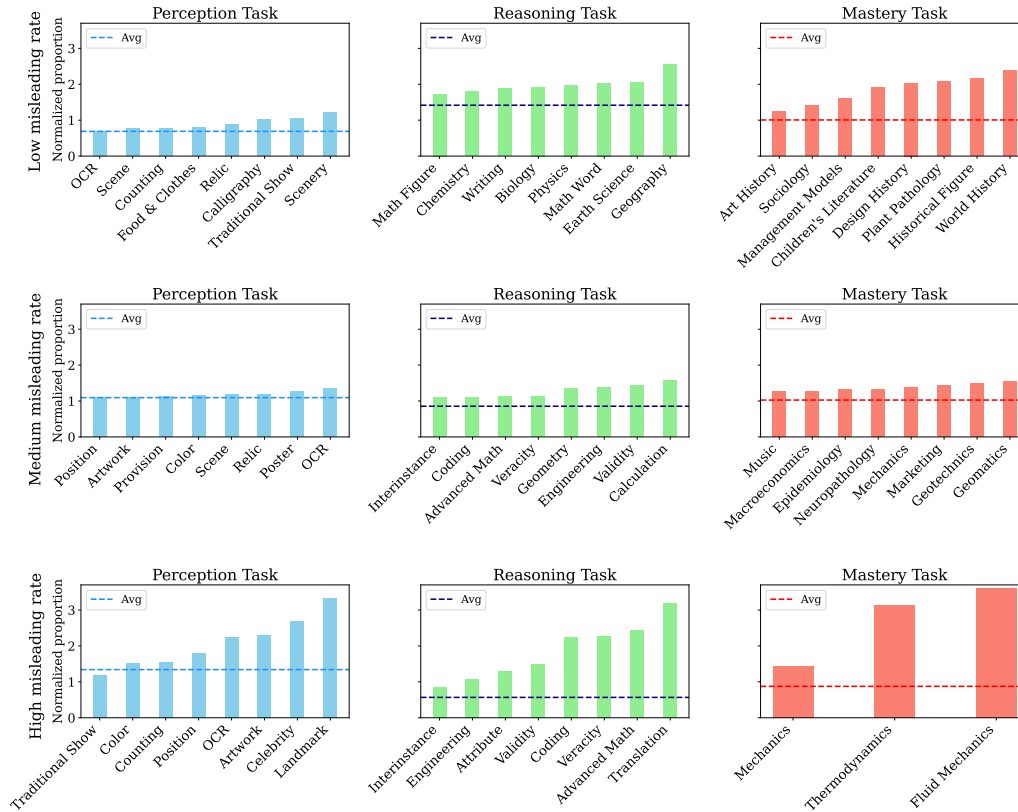 Perception Task
Reasoning Task
Mastery Task
Low misleading rate
Normalized proportion
3
2
1
0
Avg
Avg
Avg
OCR
Scene
Counting
Food & Clothes
Relic
Calligraphy
Traditional Show
Scenery
Math Figure
Chemistry
Writing
Biology
Physics
Math Word
Earth Science
Geography
Art History
Sociology
Management Models
Children's Literature
Design History
Plant Pathology
Historical Figure
World History
Perception Task
Reasoning Task
Mastery Task
Medium misleading rate
Normalized proportion
3
2
1
0
Avg
Avg
Avg
Position
Artwork
Provision
Color
Scene
Relic
Poster
OCR
Interinstance
Coding
Advanced Math
Veracity
Geometry
Engineering
Validity
Calculation
Music
Macroeconomics
Epidemiology
Neuropathology
Mechanics
Marketing
Geotechnics
Geomatics
Perception Task
Reasoning Task
Mastery Task
High misleading rate
Normalized proportion
3
2
1
0
Avg
Avg
Avg
Traditional Show
Color
Counting
Position
OCR
Artwork
Celebrity
Landmark
Interinstance
Engineering
Attribute
Validity
Coding
Veracity
Advanced Math
Translation
Mechanics
Thermodynamics
Fluid Mechanics